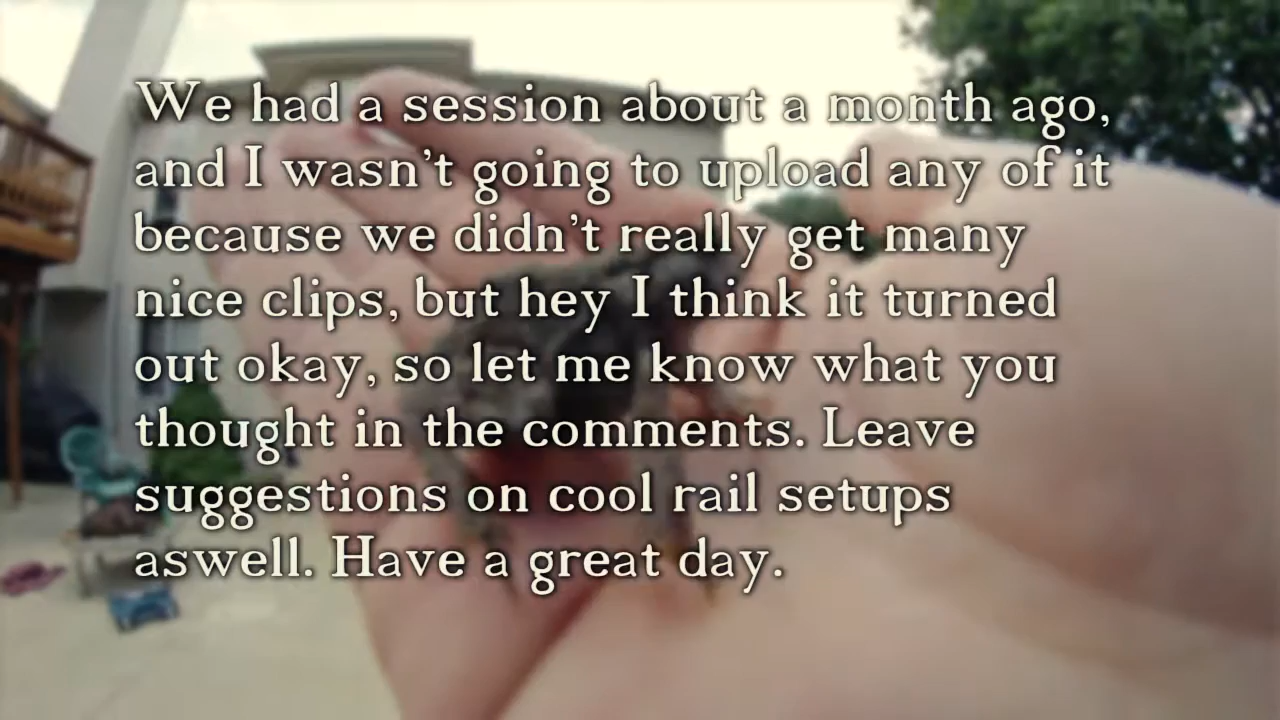 We had a session about a month ago,
and I wasn't going to upload any of it
because we didn't really get many
nice clips, but hey I think it turned
out okay, so let me know what you
thought in the comments. Leave
suggestions on cool rail setups
aswell. Have a great day.